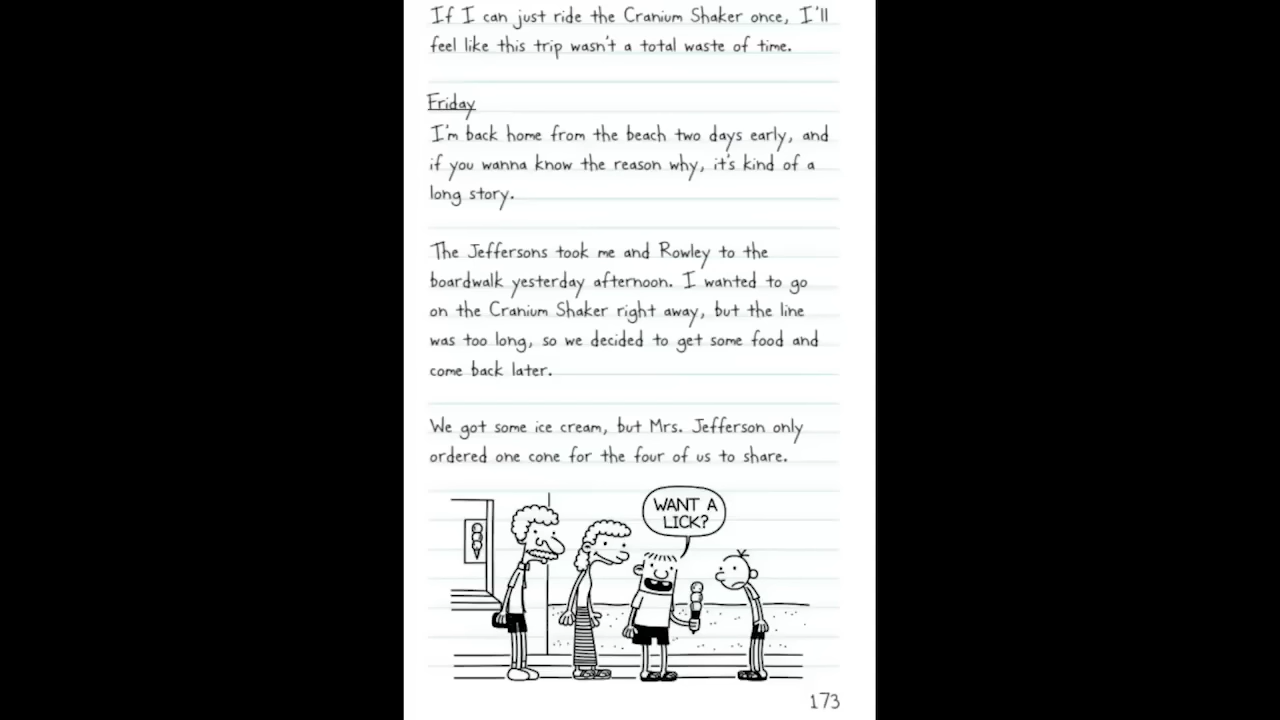 If I can just ride the Cranium Shaker once, I'll
feel like this trip wasn't a total waste of time.
Friday
I'm back home from the beach two days early, and
if you wanna know the reason why, it's kind of a
long story.
The Jeffersons took me and Rowley to the
boardwalk yesterday afternoon. I wanted to go
on the Cranium Shaker right away, but the line
was too long, so we decided to get some food and
come back later.
We got some ice cream, but Mrs. Jefferson only
ordered one cone for the four of us to share.
WANT A
LICK?
173